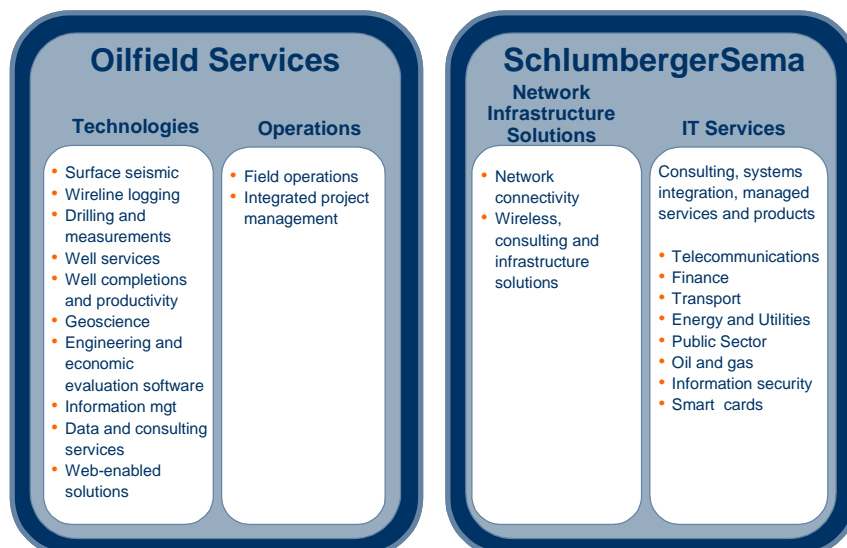 Oilfield Services
Technologies
• Surface seismic
• Wireline logging
• Drilling and
measurements
• Well services
• Well completions
and productivity
• Geoscience
• Engineering and
economic
evaluation software
• Information mgt
• Data and consulting
services
• Web-enabled
solutions
Operations
• Field operations
• Integrated project
management
SchlumbergerSema
Network
Infrastructure
Solutions
• Network
connectivity
• Wireless,
consulting and
infrastructure
solutions
IT Services
Consulting, systems
integration, managed
services and products
• Telecommunications
• Finance
• Transport
• Energy and Utilities
• Public Sector
• Oil and gas
• Information security
• Smart cards